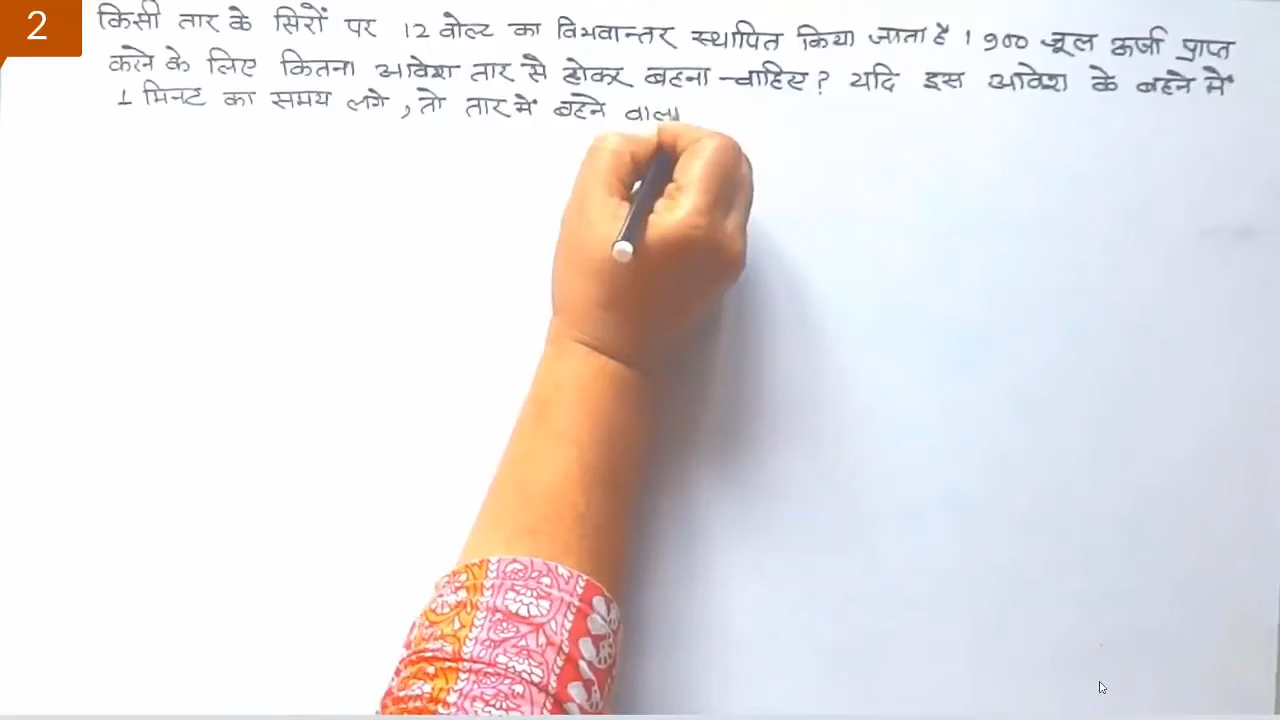 2
किसी तार के सिरों पर 12 वोल्ट का विभवान्तर स्थापित किया जाता है । 900 जूल ऊर्जा प्राप्त
करने के लिए कितना आवेश तार से होकर बहना चाहिए ? यदि इस आवेश के बहने में
1 मिनट का समय लगे , तो तार में बहने वाला